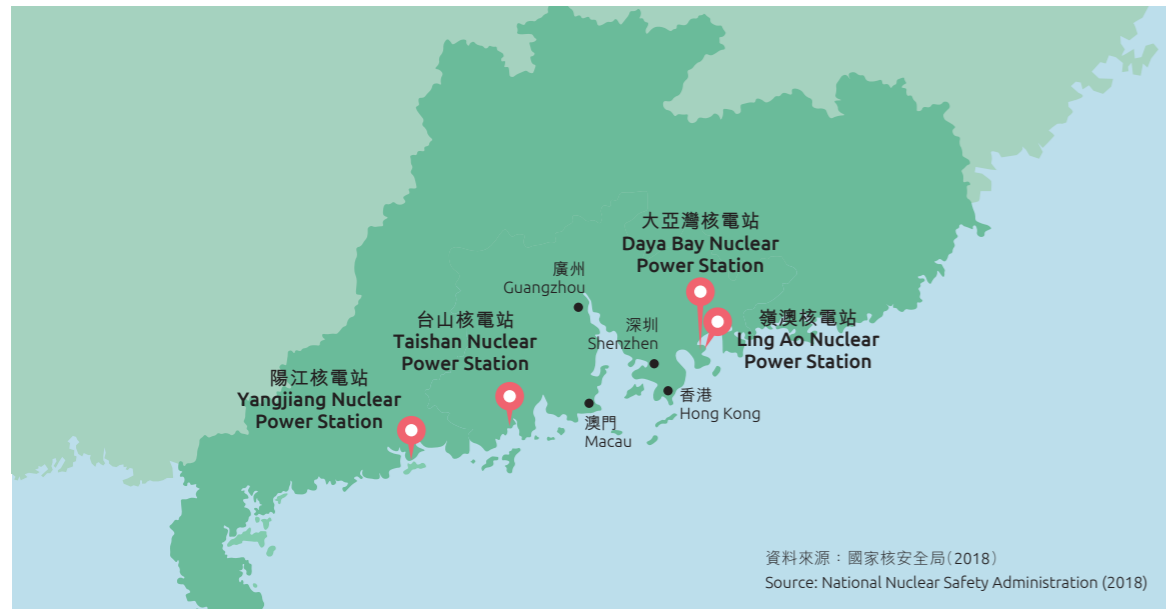 大亞灣核電站
Daya Bay Nuclear
Power Station
廣州
Guangzhou
台山核電站
Taishan Nuclear
Power Station
深圳
Shenzhen
嶺澳核電站
Ling Ao Nuclear
Power Station
陽江核電站
Yangjiang Nuclear
Power Station
香港
Hong Kong
澳門
Macau
資料來源：國家核安全局(2018)
Source: National Nuclear Safety Administration (2018)